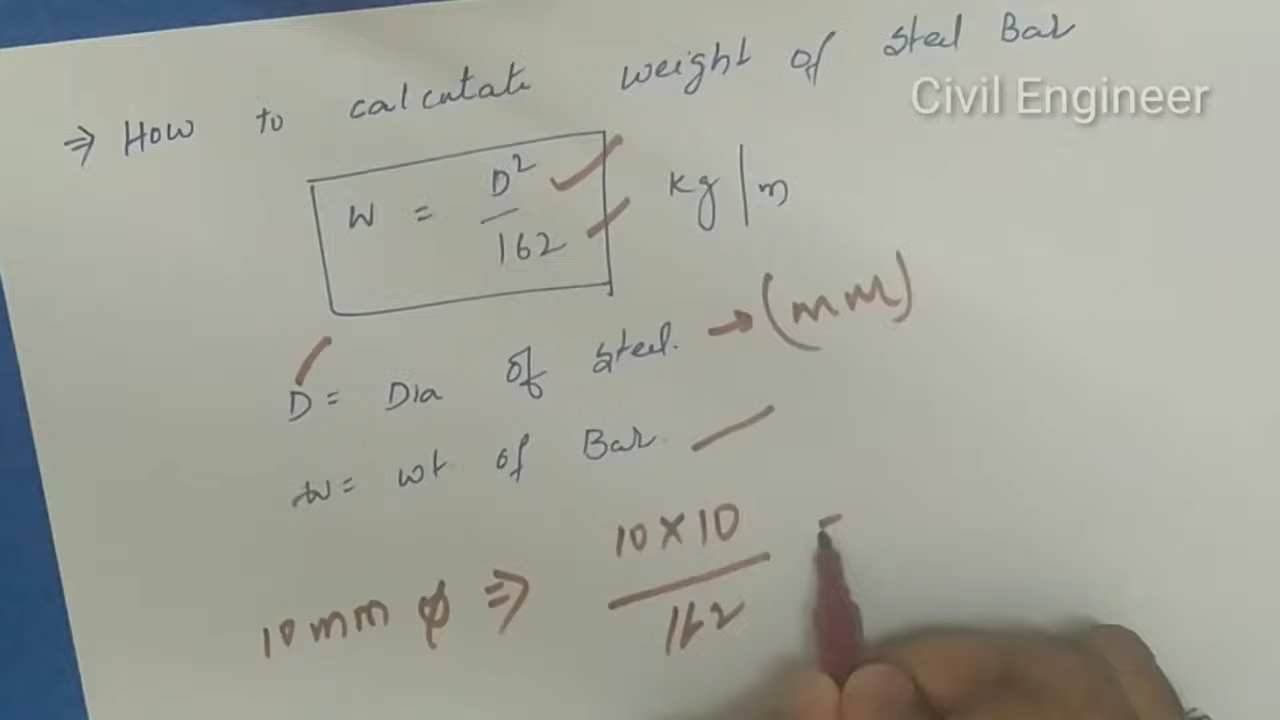 ⇒ How to calculate weight of Steel Bar
Civil Engineer
W = D²/162 kg/m
D = Dia of Steel. → (mm)
W = wt of Bar
10mm ϕ ⇒ 10 X 10 / 162 =